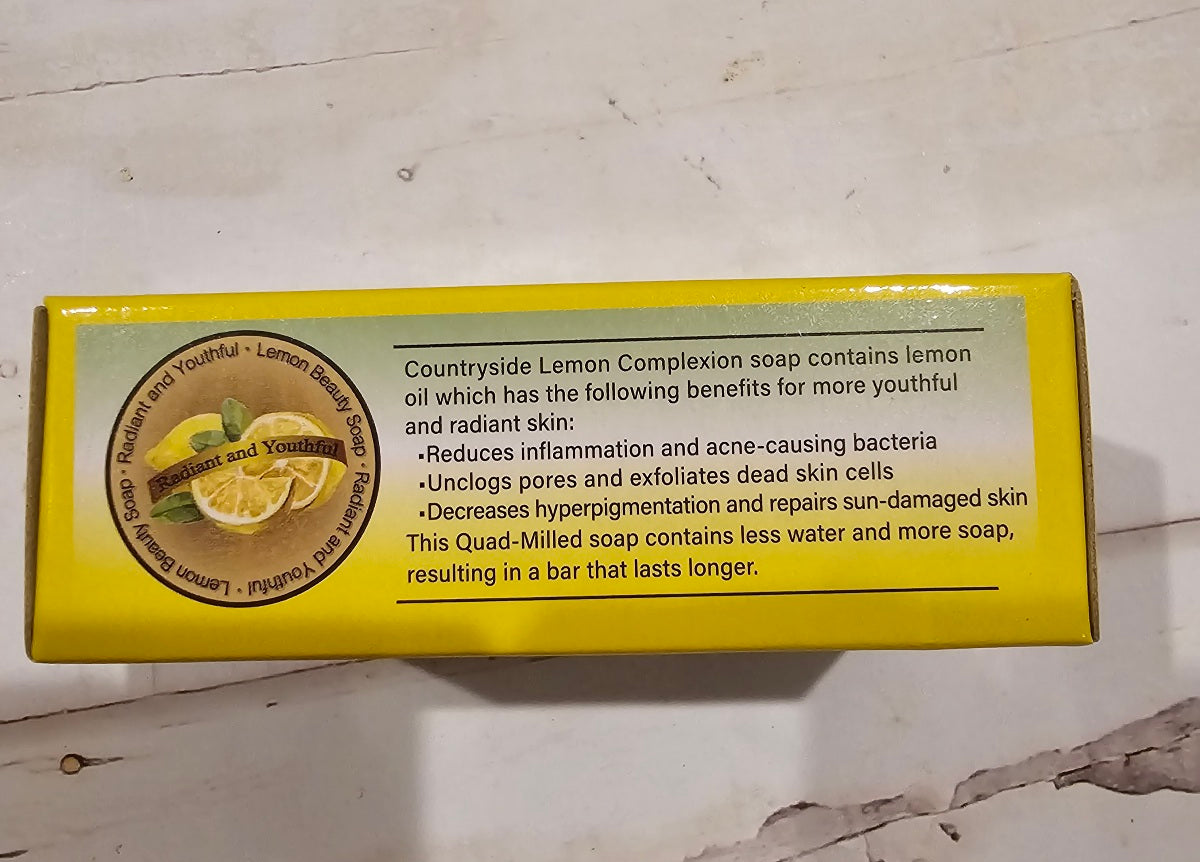 Radiant and Youthful • Lemon Beauty Soap • Radiant and Youthful • Lemon Beauty Soap •
Radiant and Youthful
Countryside Lemon Complexion soap contains lemon
oil which has the following benefits for more youthful
and radiant skin:
▪Reduces inflammation and acne-causing bacteria
▪Unclogs pores and exfoliates dead skin cells
▪Decreases hyperpigmentation and repairs sun-damaged skin
This Quad-Milled soap contains less water and more soap,
resulting in a bar that lasts longer.